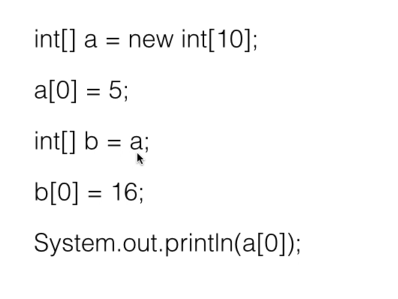 int[] a = new int[10];
a[0] = 5;
int[] b = a;
b[0] = 16;
System.out.println(a[0]);